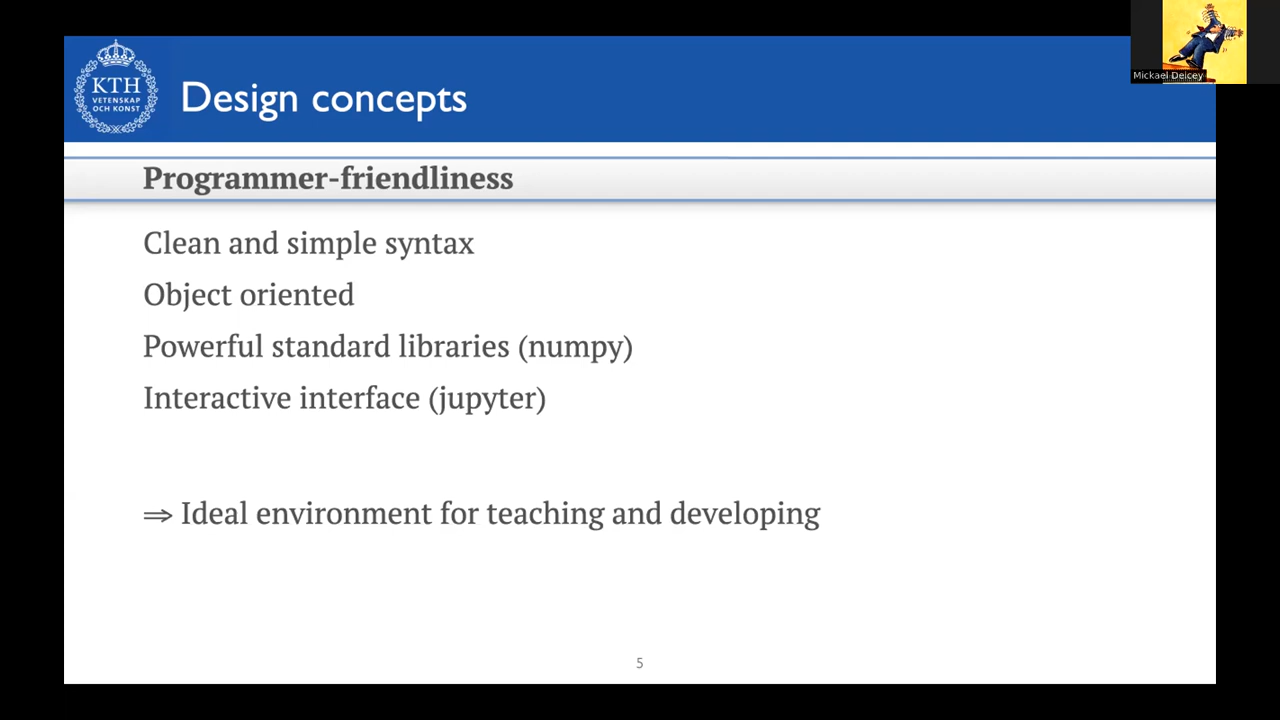 KTH
VETENSKAP
OCH KONST
Design concepts
Mickael Delcey
Programmer-friendliness
Clean and simple syntax
Object oriented
Powerful standard libraries (numpy)
Interactive interface (jupyter)
⇒ Ideal environment for teaching and developing
5